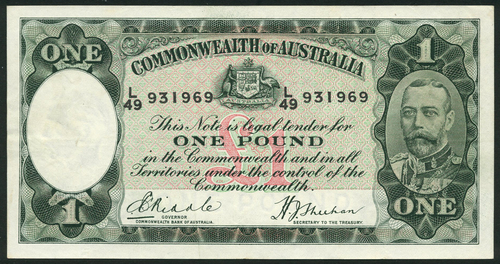 ONE
COMMONWEALTH OF AUSTRALIA
1
L/49 931969
L/49 931969
This Note is legal tender for
ONE POUND
in the Commonwealth and in all
Territories under the control of the
Commonwealth.
£1
E Riddle
GOVERNOR
COMMONWEALTH BANK OF AUSTRALIA.
H.J. Sheehan
SECRETARY TO THE TREASURY.
1
ONE